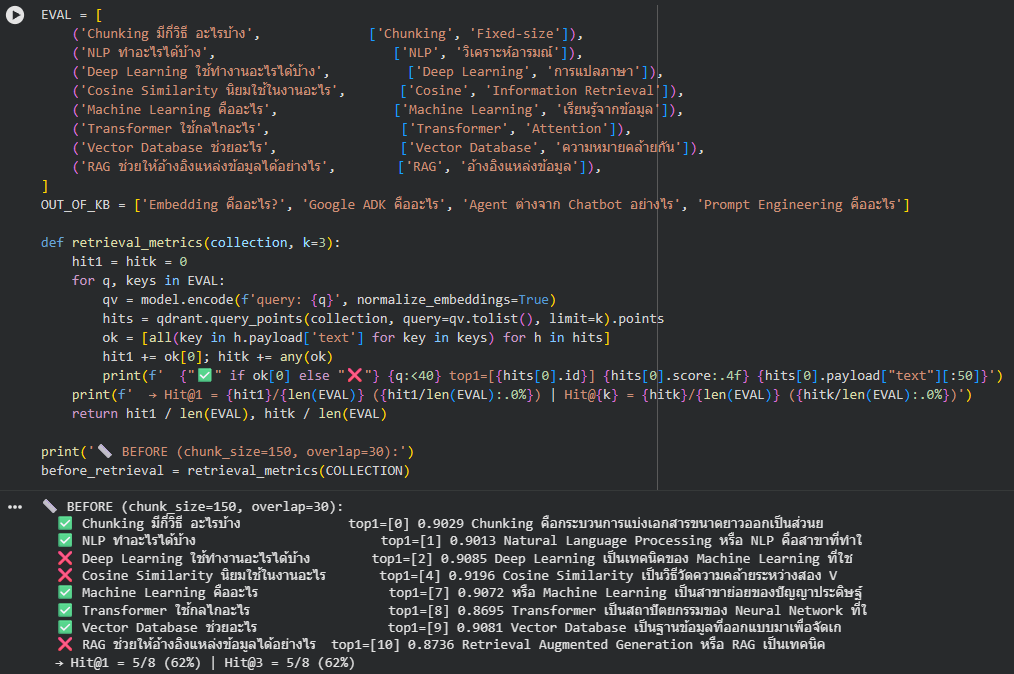 EVAL = [
    ('Chunking มีกี่วิธี อะไรบ้าง',              ['Chunking', 'Fixed-size']),
    ('NLP ทำอะไรได้บ้าง',                        ['NLP', 'วิเคราะห์อารมณ์']),
    ('Deep Learning ใช้ทำงานอะไรได้บ้าง',          ['Deep Learning', 'การแปลภาษา']),
    ('Cosine Similarity นิยมใช้ในงานอะไร',       ['Cosine', 'Information Retrieval']),
    ('Machine Learning คืออะไร',               ['Machine Learning', 'เรียนรู้จากข้อมูล']),
    ('Transformer ใช้กลไกอะไร',                 ['Transformer', 'Attention']),
    ('Vector Database ช่วยอะไร',                ['Vector Database', 'ความหมายคล้ายกัน']),
    ('RAG ช่วยให้อ้างอิงแหล่งข้อมูลได้อย่างไร',        ['RAG', 'อ้างอิงแหล่งข้อมูล']),
]
OUT_OF_KB = ['Embedding คืออะไร?', 'Google ADK คืออะไร', 'Agent ต่างจาก Chatbot อย่างไร', 'Prompt Engineering คืออะไร']
def retrieval_metrics(collection, k=3):
    hit1 = hitk = 0
    for q, keys in EVAL:
        qv = model.encode(f'query: {q}', normalize_embeddings=True)
        hits = qdrant.query_points(collection, query=qv.tolist(), limit=k).points
        ok = [all(key in h.payload['text'] for key in keys) for h in hits]
        hit1 += ok[0]; hitk += any(ok)
        print(f'  {"✅" if ok[0] else "❌"} {q:<40} top1=[{hits[0].id}] {hits[0].score:.4f} {hits[0].payload["text"][:50]}')
    print(f'  → Hit@1 = {hit1}/{len(EVAL)} ({hit1/len(EVAL):.0%}) | Hit@{k} = {hitk}/{len(EVAL)} ({hitk/len(EVAL):.0%})')
    return hit1 / len(EVAL), hitk / len(EVAL)
print('📏 BEFORE (chunk_size=150, overlap=30):')
before_retrieval = retrieval_metrics(COLLECTION)
📏 BEFORE (chunk_size=150, overlap=30):
✅ Chunking มีกี่วิธี อะไรบ้าง              top1=[0] 0.9029 Chunking คือกระบวนการแบ่งเอกสารขนาดยาวออกเป็นส่วนย
✅ NLP ทำอะไรได้บ้าง                        top1=[1] 0.9013 Natural Language Processing หรือ NLP คือสาขาที่ทำใ
❌ Deep Learning ใช้ทำงานอะไรได้บ้าง        top1=[2] 0.9085 Deep Learning เป็นเทคนิคของ Machine Learning ที่ใช
❌ Cosine Similarity นิยมใช้ในงานอะไร       top1=[4] 0.9196 Cosine Similarity เป็นวิธีวัดความคล้ายระหว่างสอง V
✅ Machine Learning คืออะไร                 top1=[7] 0.9072 หรือ Machine Learning เป็นสาขาย่อยของปัญญาประดิษฐ์
✅ Transformer ใช้กลไกอะไร                  top1=[8] 0.8695 Transformer เป็นสถาปัตยกรรมของ Neural Network ที่ใ
✅ Vector Database ช่วยอะไร                 top1=[9] 0.9081 Vector Database เป็นฐานข้อมูลที่ออกแบบมาเพื่อจัดเก
❌ RAG ช่วยให้อ้างอิงแหล่งข้อมูลได้อย่างไร  top1=[10] 0.8736 Retrieval Augmented Generation หรือ RAG เป็นเทคนิค
→ Hit@1 = 5/8 (62%) | Hit@3 = 5/8 (62%)